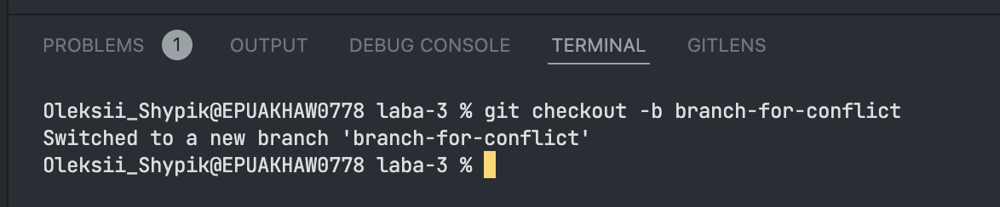 PROBLEMS 1 OUTPUT DEBUG CONSOLE TERMINAL GITLENS
Oleksii_Shypik@EPUAKHAW0778 laba-3 % git checkout -b branch-for-conflict
Switched to a new branch 'branch-for-conflict'
Oleksii_Shypik@EPUAKHAW0778 laba-3 %